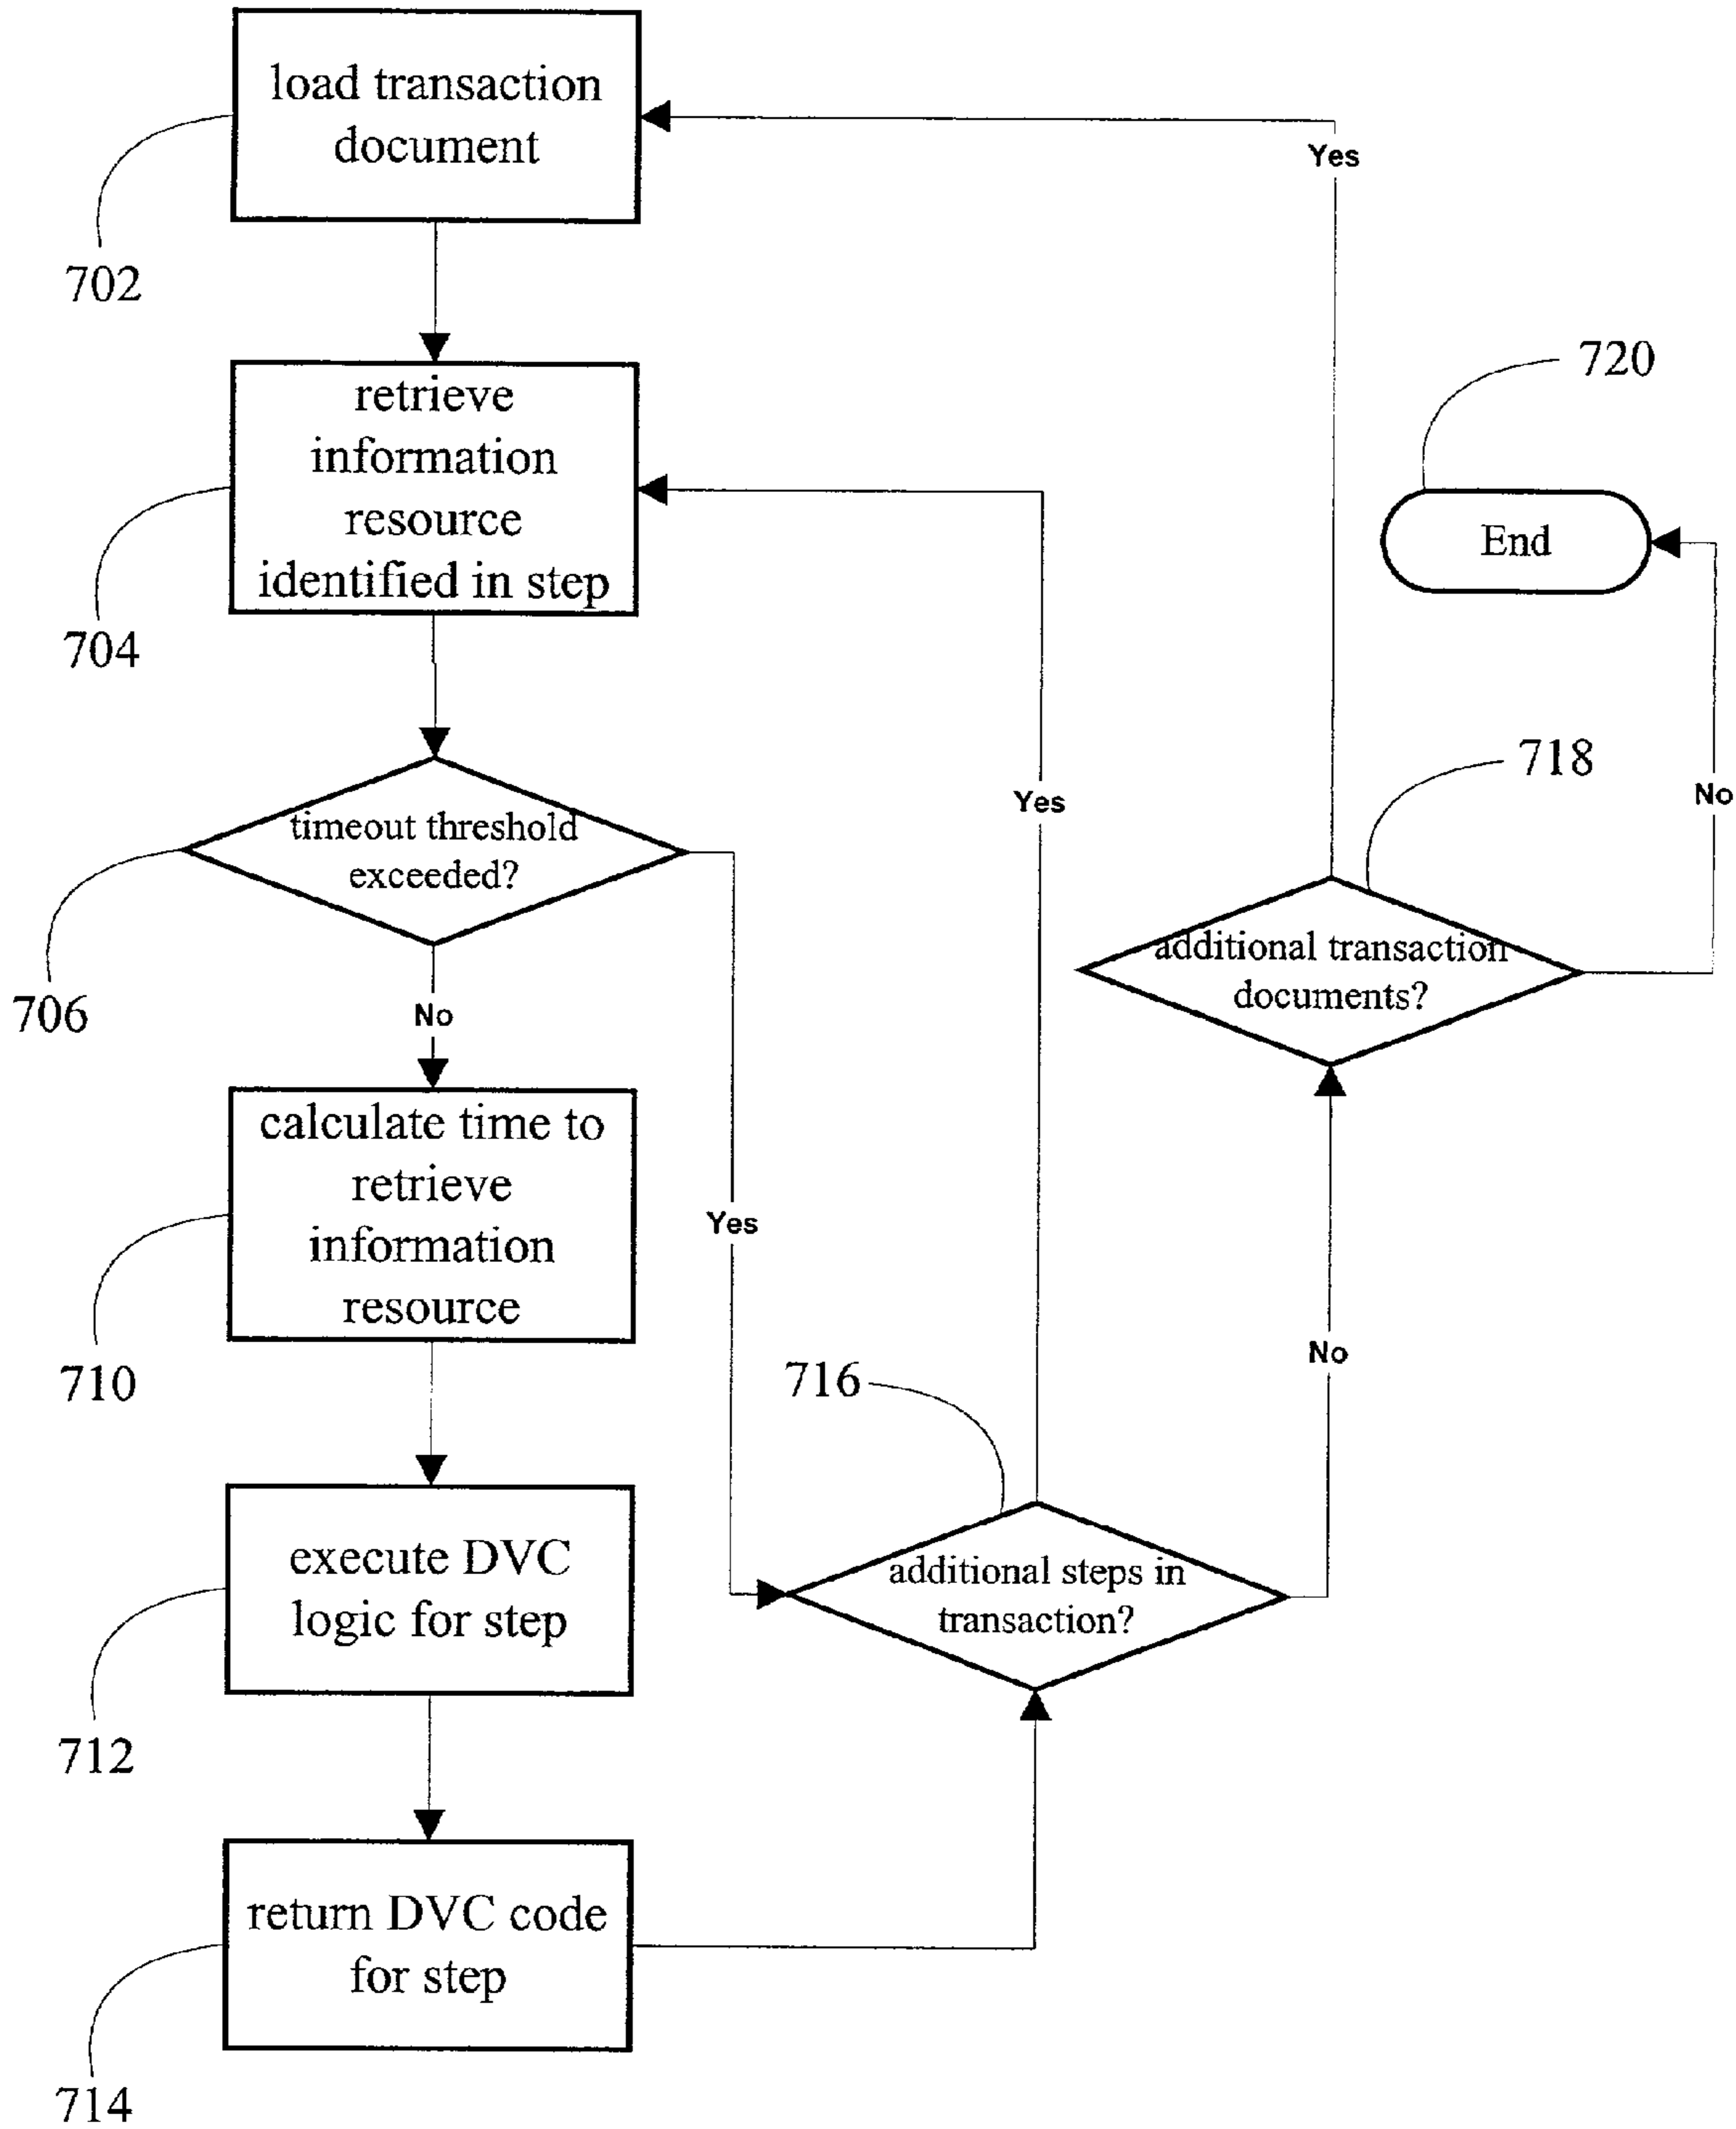 load transaction
document
Yes
702
retrieve
information
resource
identified in step
720
End
704
718
No
Yes
timeout threshold
exceeded?
additional transaction
documents?
706
No
calculate time to
retrieve
information
resource
Yes
710
716
No
execute DVC
logic for step
additional steps in
transaction?
712
return DVC code
for step
714